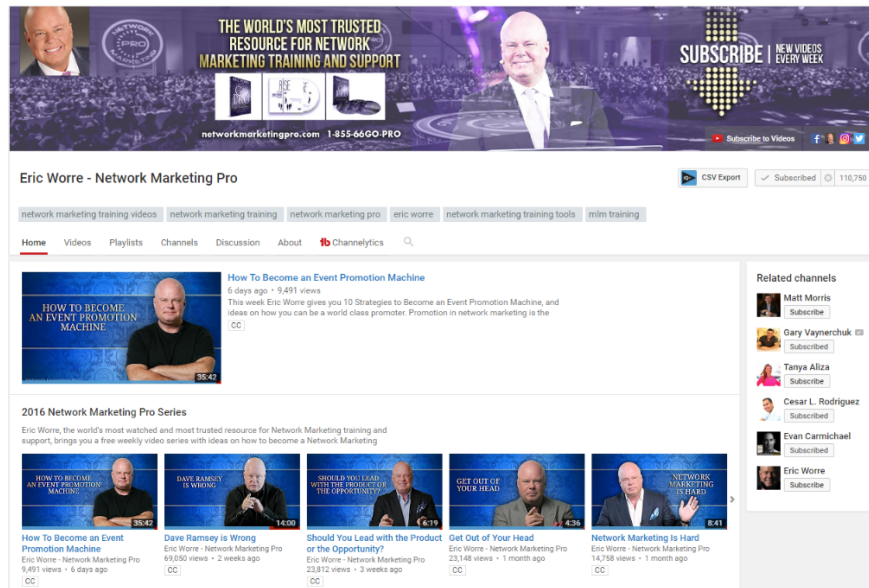 THE WORLD'S MOST TRUSTED
RESOURCE FOR NETWORK
MARKETING TRAINING AND SUPPORT
networkmarketingpro.com 1-855-66GO-PRO
SUBSCRIBE | NEW VIDEOS
EVERY WEEK
Subscribe to Videos
NETWORK
PRO
MARKETING
Eric Worre - Network Marketing Pro
CSV Export
Subscribed
110,750
network marketing training videos
network marketing training
network marketing pro
eric worre
network marketing training tools
mlm training
Home Videos Playlists Channels Discussion About tb Channelytics
HOW TO BECOME
AN EVENT PROMOTION
MACHINE
35:42
How To Become an Event Promotion Machine
6 days ago • 9,491 views
This week Eric Worre gives you 10 Strategies to Become an Event Promotion Machine, and
ideas on how you can be a world class promoter. Promotion in network marketing is the
CC
2016 Network Marketing Pro Series
Eric Worre, the world's most watched and most trusted resource for Network Marketing training and
support, brings you a free weekly video series with ideas on how to become a Network Marketing
HOW TO BECOME
AN EVENT PROMOTION
MACHINE
35:42
How To Become an Event
Promotion Machine
Eric Worre - Network Marketing Pro
9,491 views • 6 days ago
CC
DAVE RAMSEY
IS WRONG
14:00
Dave Ramsey is Wrong
Eric Worre - Network Marketing Pro
69,050 views • 2 weeks ago
CC
SHOULD YOU LEAD
WITH THE PRODUCT OR
THE OPPORTUNITY?
6:19
Should You Lead with the Product
or the Opportunity?
Eric Worre - Network Marketing Pro
23,812 views • 3 weeks ago
CC
GET OUT OF
YOUR HEAD
4:36
Get Out of Your Head
Eric Worre - Network Marketing Pro
23,148 views • 1 month ago
CC
NETWORK
MARKETING
IS HARD
8:41
Network Marketing Is Hard
Eric Worre - Network Marketing Pro
14,758 views • 1 month ago
CC
Related channels
Matt Morris
Subscribe
Gary Vaynerchuk
Subscribed
Tanya Aliza
Subscribe
Cesar L. Rodriguez
Subscribed
Evan Carmichael
Subscribed
Eric Worre
Subscribe